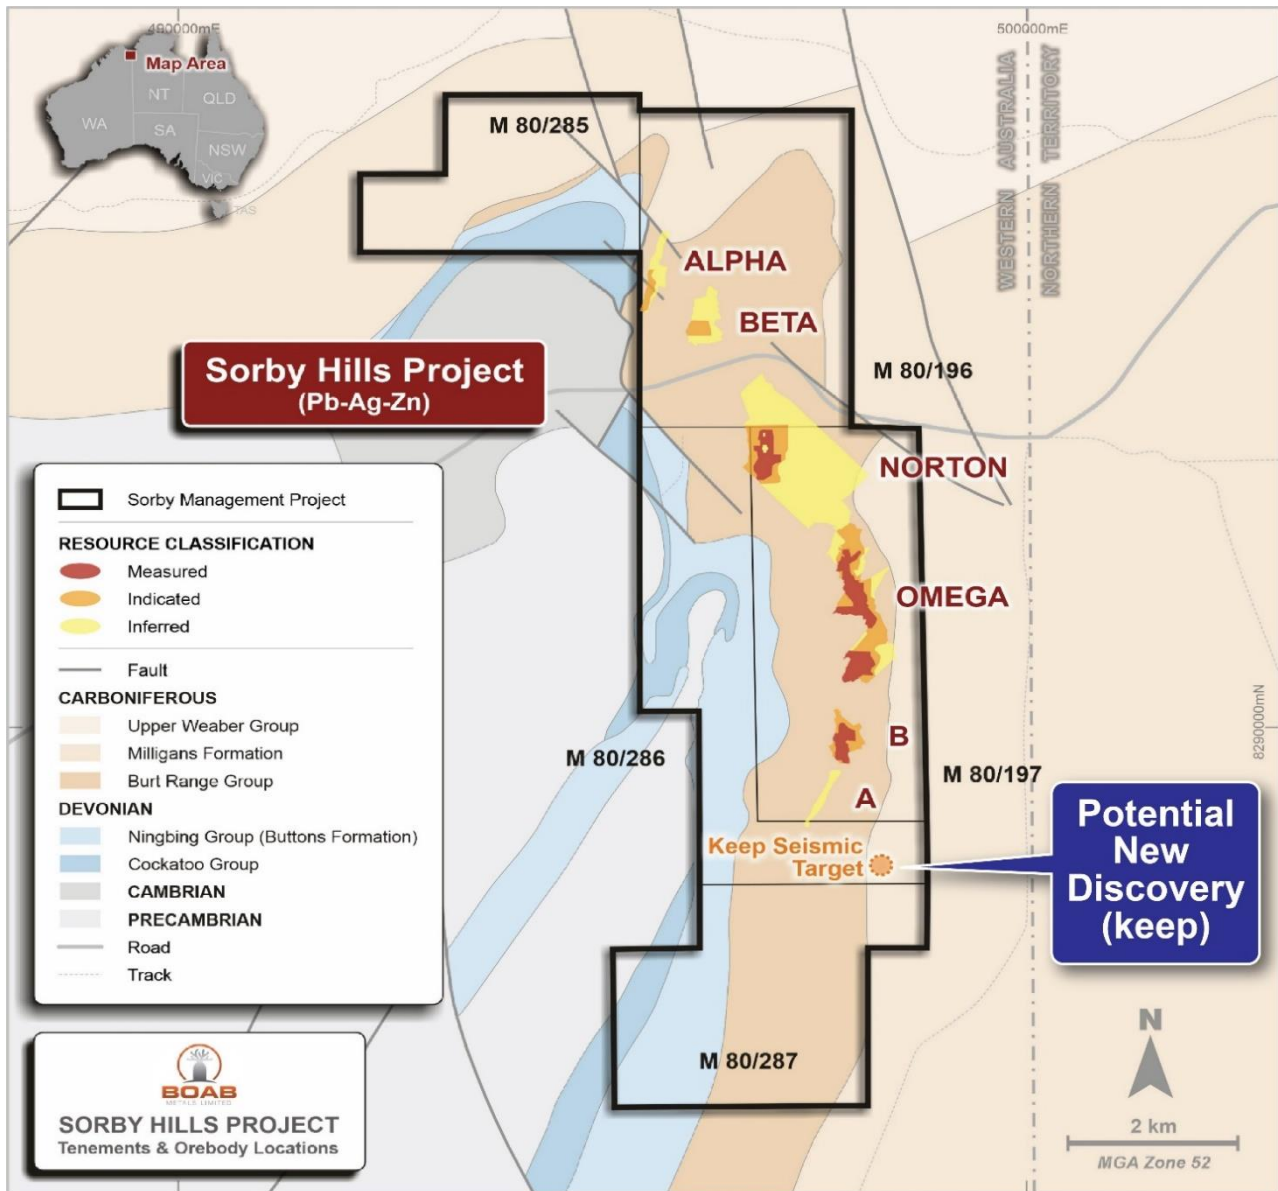 490000mE
500000mE
Map Area
NT
QLD
WA
SA
NSW
VIC
TAS
M 80/285
WESTERN AUSTRALIA
NORTHERN TERRITORY
ALPHA
BETA
Sorby Hills Project
(Pb-Ag-Zn)
M 80/196
NORTON
Sorby Management Project
RESOURCE CLASSIFICATION
Measured
Indicated
Inferred
Fault
CARBONIFEROUS
Upper Weaber Group
Milligans Formation
Burt Range Group
DEVONIAN
Ningbing Group (Buttons Formation)
Cockatoo Group
CAMBRIAN
PRECAMBRIAN
Road
Track
OMEGA
B
8290000mN
M 80/286
M 80/197
A
Keep Seismic
Target
Potential
New
Discovery
(keep)
M 80/287
BOAB
METALS LIMITED
SORBY HILLS PROJECT
Tenements & Orebody Locations
N
2 km
MGA Zone 52